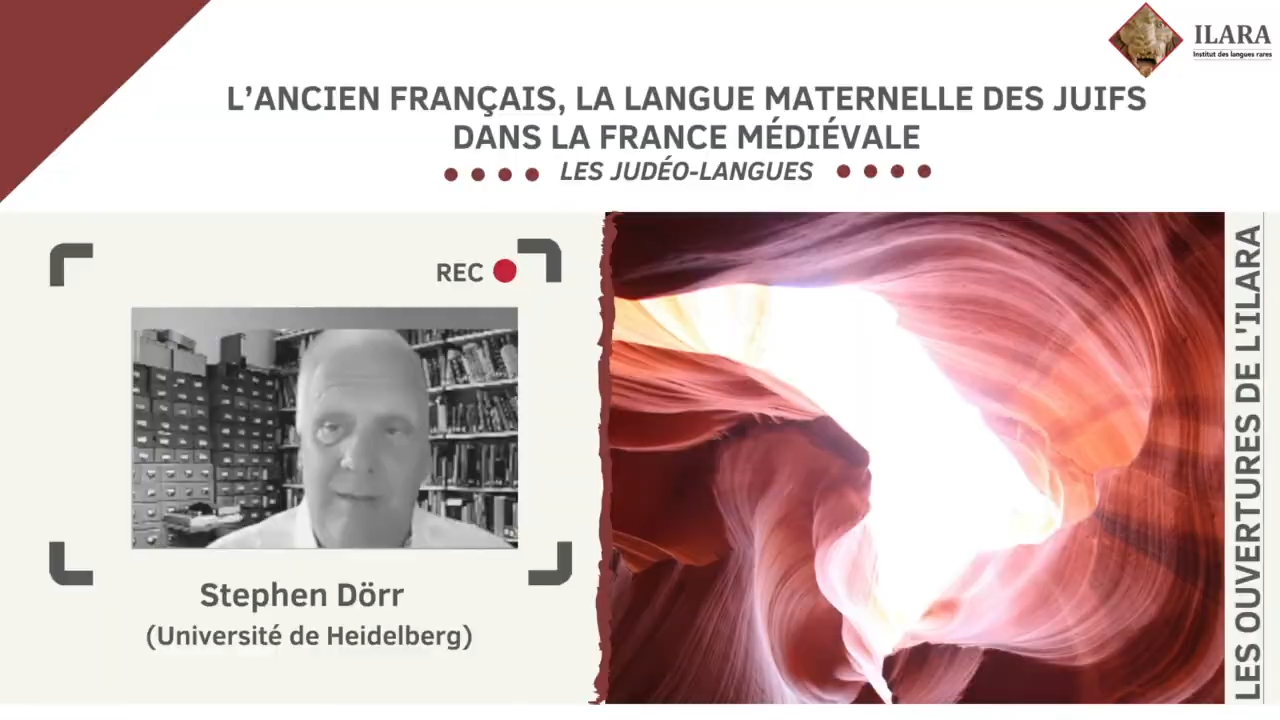 ILARA
Institut des langues rares
L'ANCIEN FRANÇAIS, LA LANGUE MATERNELLE DES JUIFS
DANS LA FRANCE MÉDIÉVALE
LES JUDÉO-LANGUES
REC
Stephen Dörr
(Université de Heidelberg)
LES OUVERTURES DE L'ILARA